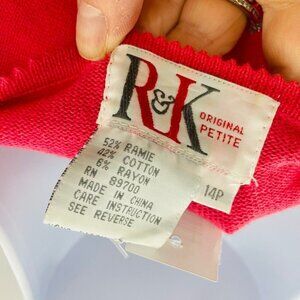 R&K
ORIGINAL
PETITE
14P
52% RAMIE
42% COTTON
6% RAYON
RN 89700
MADE IN CHINA
CARE INSTRUCTION
SEE REVERSE